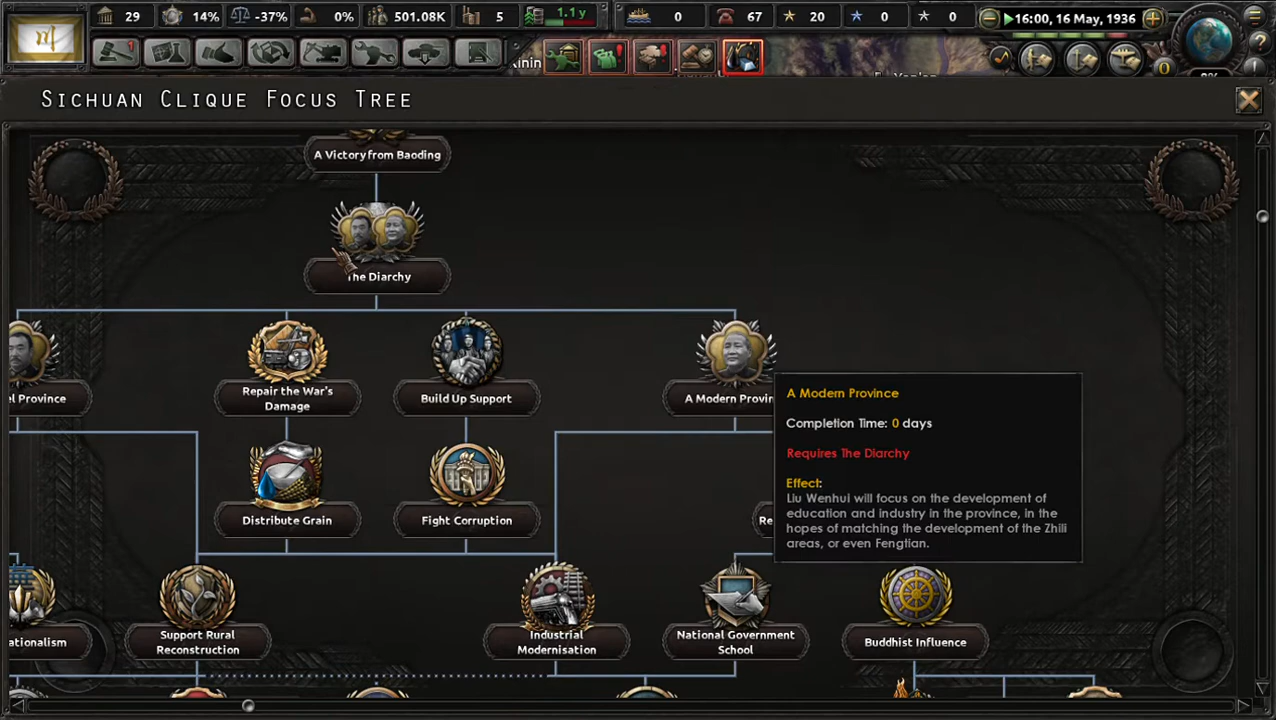 川
29
14%
-37%
0%
501.08K
5
1.1 y
0
67
20
0
0
16:00, 16 May, 1936
1
0
Sichuan Clique Focus Tree
A Victory from Baoding
The Diarchy
el Province
Repair the War's
Damage
Build Up Support
A Modern Provin
A Modern Province
Completion Time: 0 days
Requires The Diarchy
Effect:
Liu Wenhui will focus on the development of
education and industry in the province, in the
hopes of matching the development of the Zhili
areas, or even Fengtian.
Distribute Grain
Fight Corruption
Re
ationalism
Support Rural
Reconstruction
Industrial
Modernisation
National Government
School
Buddhist Influence